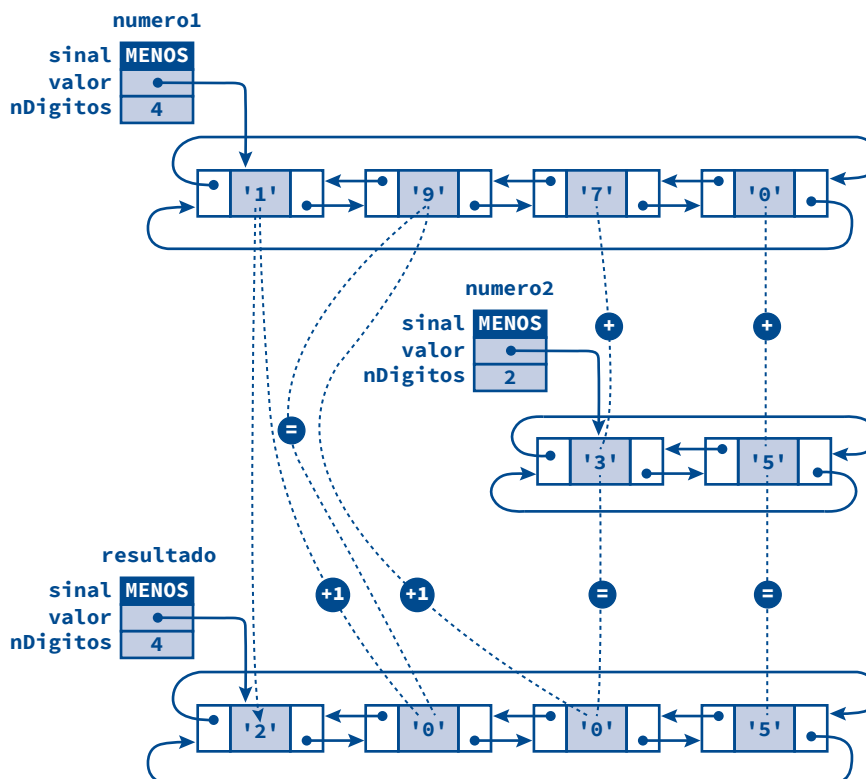 numero1
sinal MENOS
valor
nDigitos 4
'1' '9' '7' '0'
numero2
sinal MENOS
+ +
valor
nDigitos 2
=
'3' '5'
resultado
sinal MENOS
+1 +1 = =
valor
nDigitos 4
'2' '0' '0' '5'